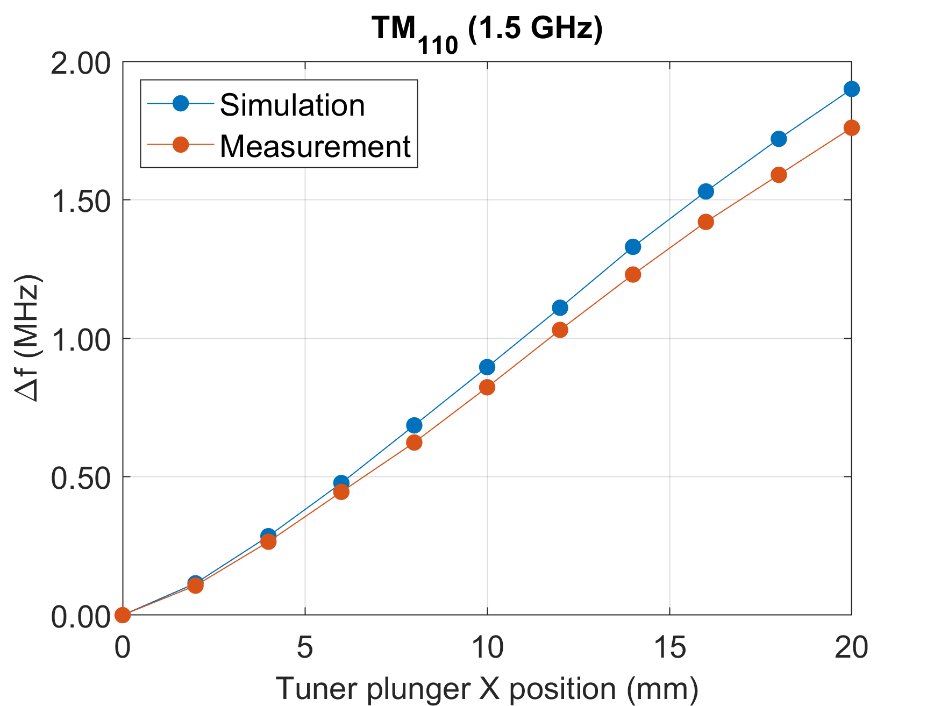 TM110 (1.5 GHz)
2.00
1.50
1.00
0.50
0.00
Δf (MHz)
Simulation
Measurement
0 5 10 15 20
Tuner plunger X position (mm)